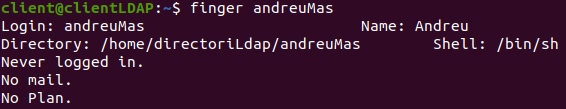 client@clientLDAP:~$ finger andreuMas
Login: andreuMas                        Name: Andreu
Directory: /home/directoriLdap/andreuMas        Shell: /bin/sh
Never logged in.
No mail.
No Plan.